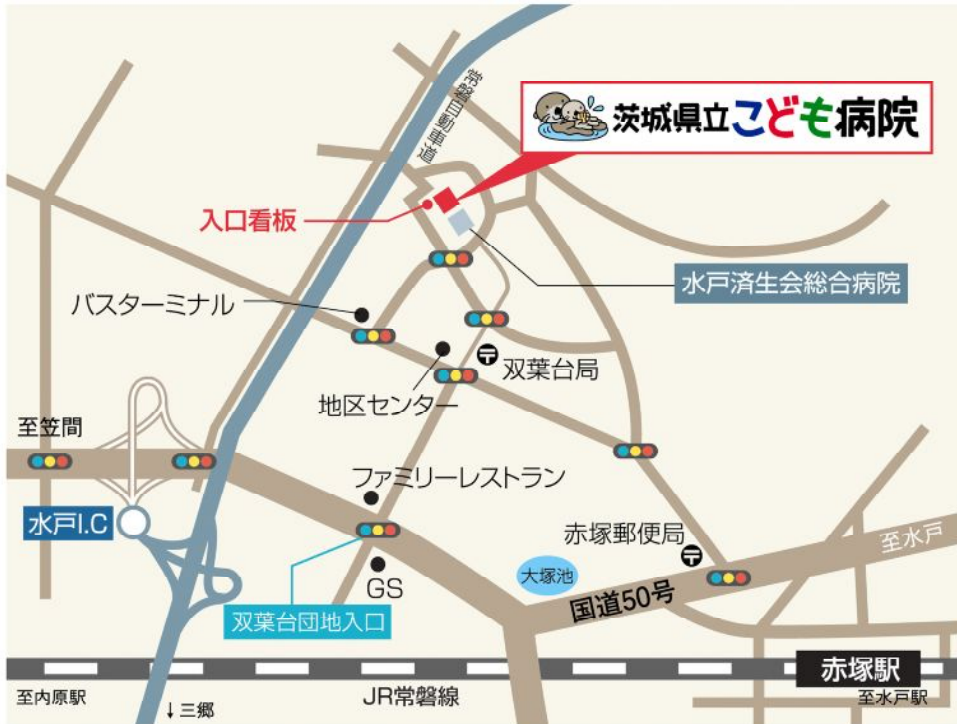 常磐自動車道
茨城県立こども病院
入口看板
水戸済生会総合病院
バスターミナル
双葉台局
地区センター
至笠間
ファミリーレストラン
水戸I.C
赤塚郵便局
至水戸
大塚池
GS
国道50号
双葉台団地入口
赤塚駅
至内原駅
JR常磐線
至水戸駅
↓三郷